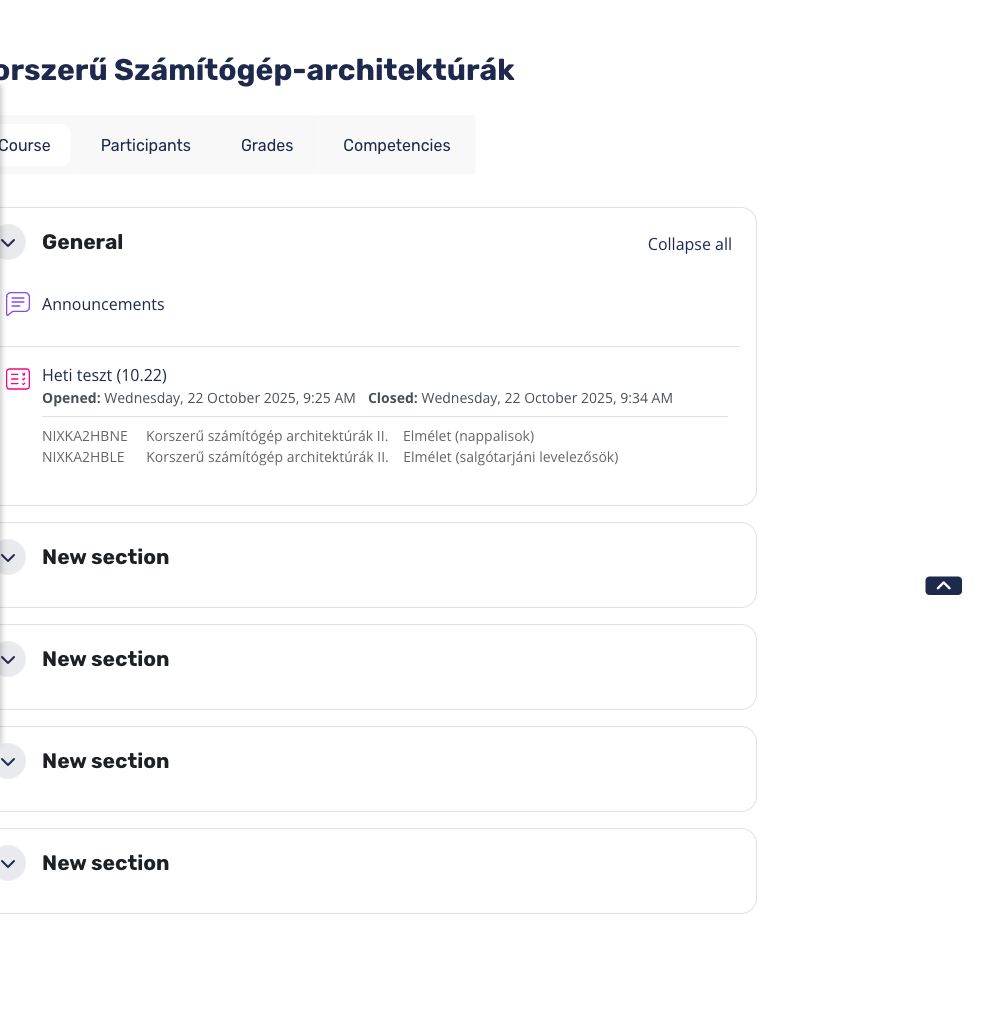 orszerű Számítógép-architektúrák
Course Participants Grades Competencies
General Collapse all
Announcements
Heti teszt (10.22)
Opened: Wednesday, 22 October 2025, 9:25 AM Closed: Wednesday, 22 October 2025, 9:34 AM
NIXKA2HBNE Korszerű számítógép architektúrák II. Elmélet (nappalisok)
NIXKA2HBLE Korszerű számítógép architektúrák II. Elmélet (salgótarjáni levelezősök)
New section
New section
New section
New section